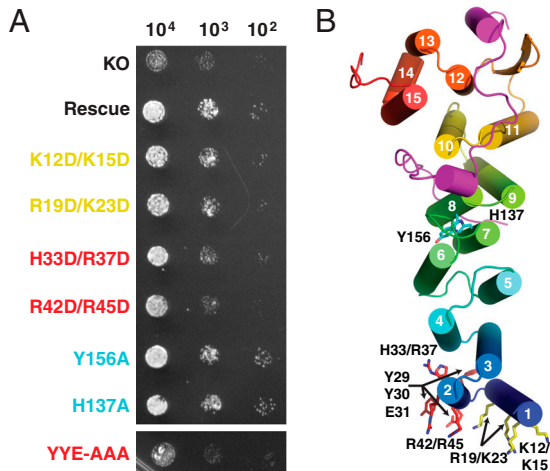 A
10⁴ 10³ 10²
KO
Rescue
K12D/K15D
R19D/K23D
H33D/R37D
R42D/R45D
Y156A
H137A
YYE-AAA
B
13
14
12
15
11
10
9
8
H137
Y156
7
6
5
4
H33/R37
3
Y29
Y30
2
E31
1
R42/R45
R19/K23
K12/
K15